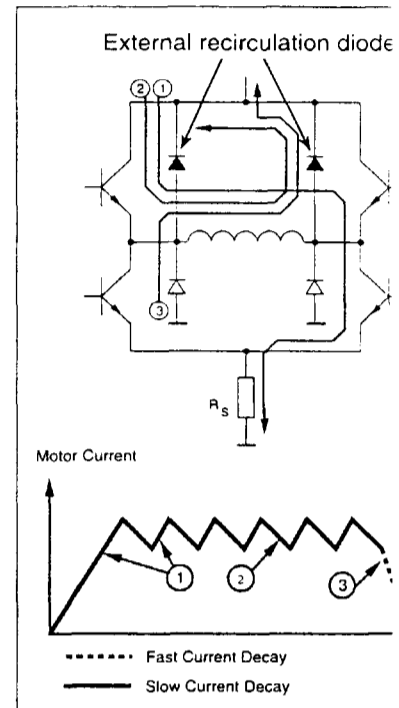 External recirculation diode
2 1
3
R S
Motor Current
1 2 3
Fast Current Decay
Slow Current Decay